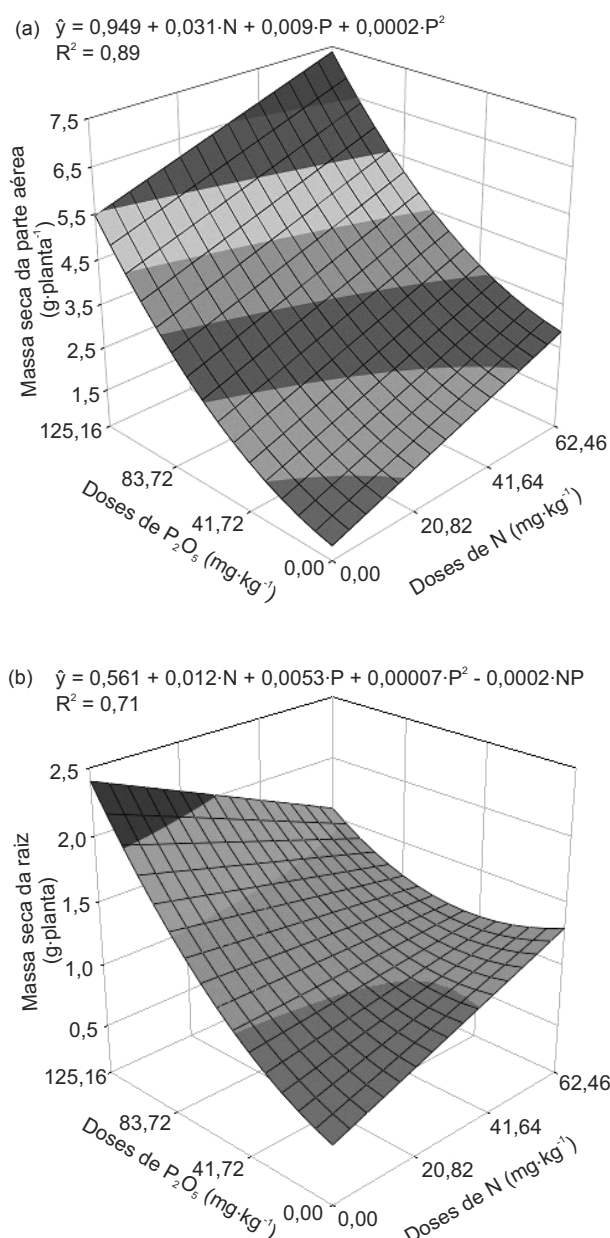 (a) ŷ = 0,949 + 0,031·N + 0,009·P + 0,0002·P²
R² = 0,89
7,5
6,5
5,5
4,5
3,5
2,5
1,5
Massa seca da parte aérea
(g·planta⁻¹)
125,16
83,72
41,72
0,00
Doses de P₂O₅ (mg·kg⁻¹)
0,00
20,82
41,64
62,46
Doses de N (mg·kg⁻¹)
(b) ŷ = 0,561 + 0,012·N + 0,0053·P + 0,00007·P² - 0,0002·NP
R² = 0,71
2,5
2,0
1,5
1,0
0,5
Massa seca da raiz
(g·planta)
125,16
83,72
41,72
0,00
Doses de P₂O₅ (mg·kg⁻¹)
0,00
20,82
41,64
62,46
Doses de N (mg·kg⁻¹)